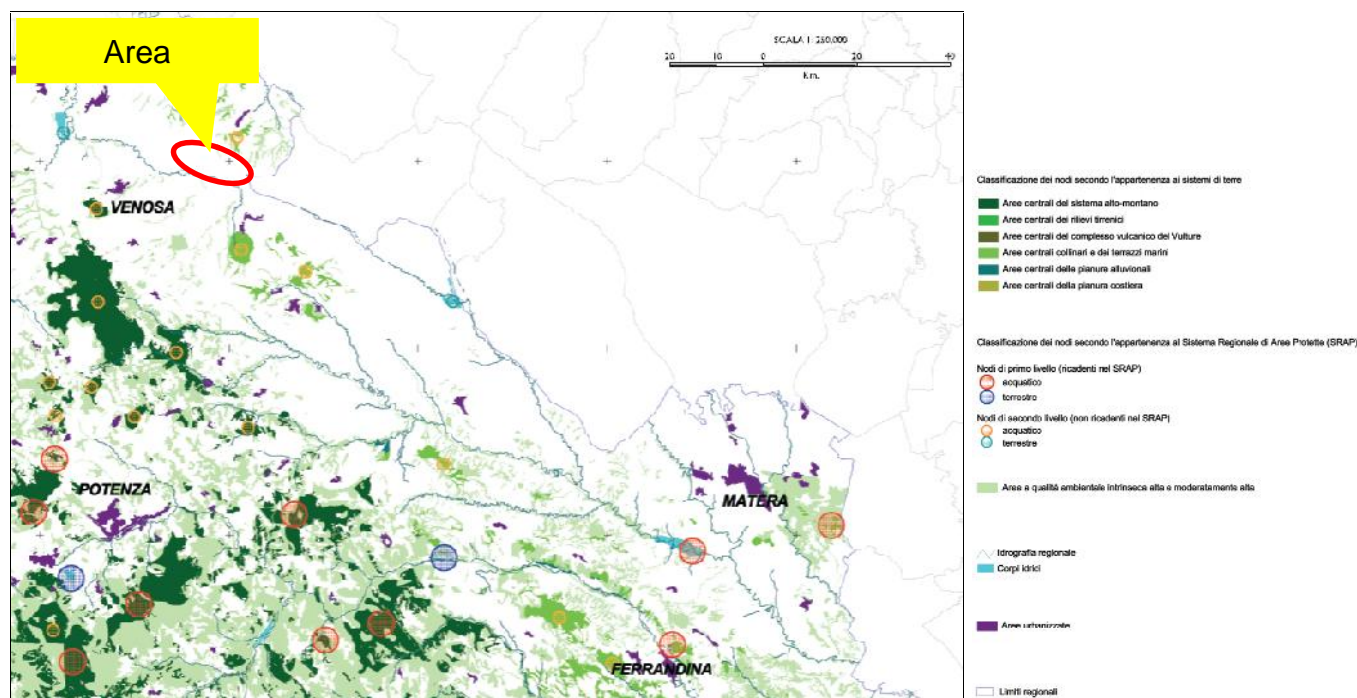 Area
SCALA 1:250.000
20 10 0 20 40
Km.
VENOSA
POTENZA
MATERA
FERRANDINA
Classificazione dei nodi secondo l'appartenenza ai sistemi di terre
Aree centrali del sistema alto-montano
Aree centrali dei rilievi tirrenici
Aree centrali del complesso vulcanico del Vulture
Aree centrali collinari e dei terrazzi marini
Aree centrali delle pianure alluvionali
Aree centrali della pianura costiera
Classificazione dei nodi secondo l'appartenenza al Sistema Regionale di Aree Protette (SRAP)
Nodi di primo livello (ricadenti nel SRAP)
acquatico
terrestre
Nodi di secondo livello (non ricadenti nel SRAP)
acquatico
terrestre
Aree a qualità ambientale intrinseca alta e moderatamente alta
Idrografia regionale
Corpi idrici
Aree urbanizzate
Limiti regionali